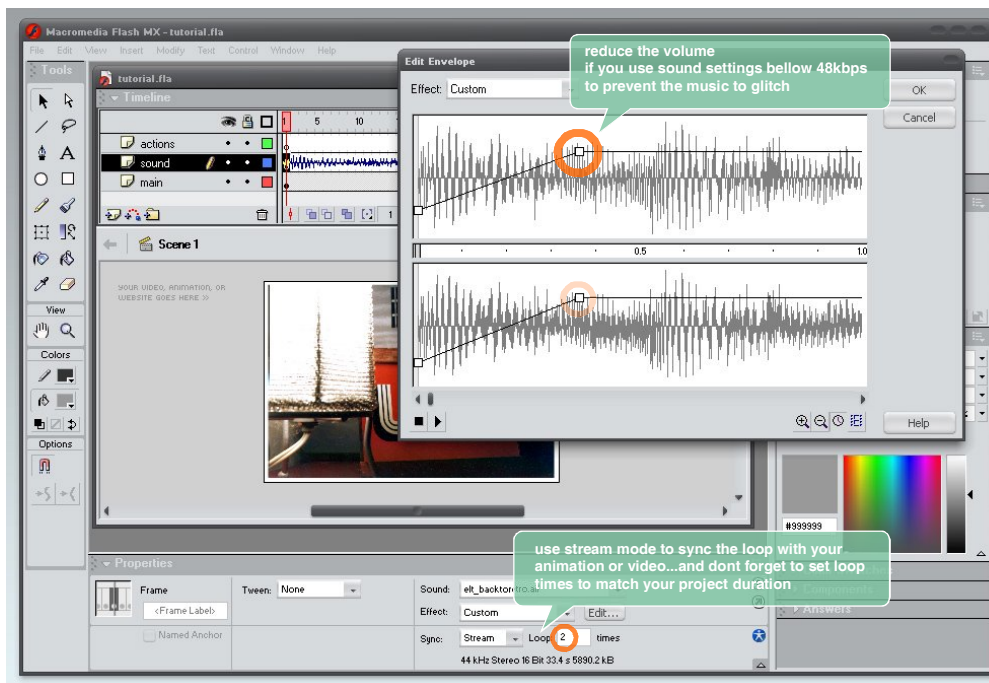 Macromedia Flash MX - tutorial.fla
File Edit View Insert Modify Text Control Window Help
Tools
tutorial.fla
Timeline
5 10
actions
sound
main
1
Scene 1
YOUR VIDEO, ANIMATION, OR
WEBSITE GOES HERE »
View
Colors
Options
Edit Envelope
Effect: Custom
OK
Cancel
reduce the volume
if you use sound settings bellow 48kbps
to prevent the music to glitch
0.5 1.0
Help
#999999
use stream mode to sync the loop with your
animation or video...and dont forget to set loop
times to match your project duration
Properties
Frame Tween: None Sound: elt_backtoretro.ai
<Frame Label> Effect: Custom Edit...
Named Anchor Sync: Stream Loop 2 times
44 kHz Stereo 16 Bit 33.4 s 5890.2 kB
Components
Answers